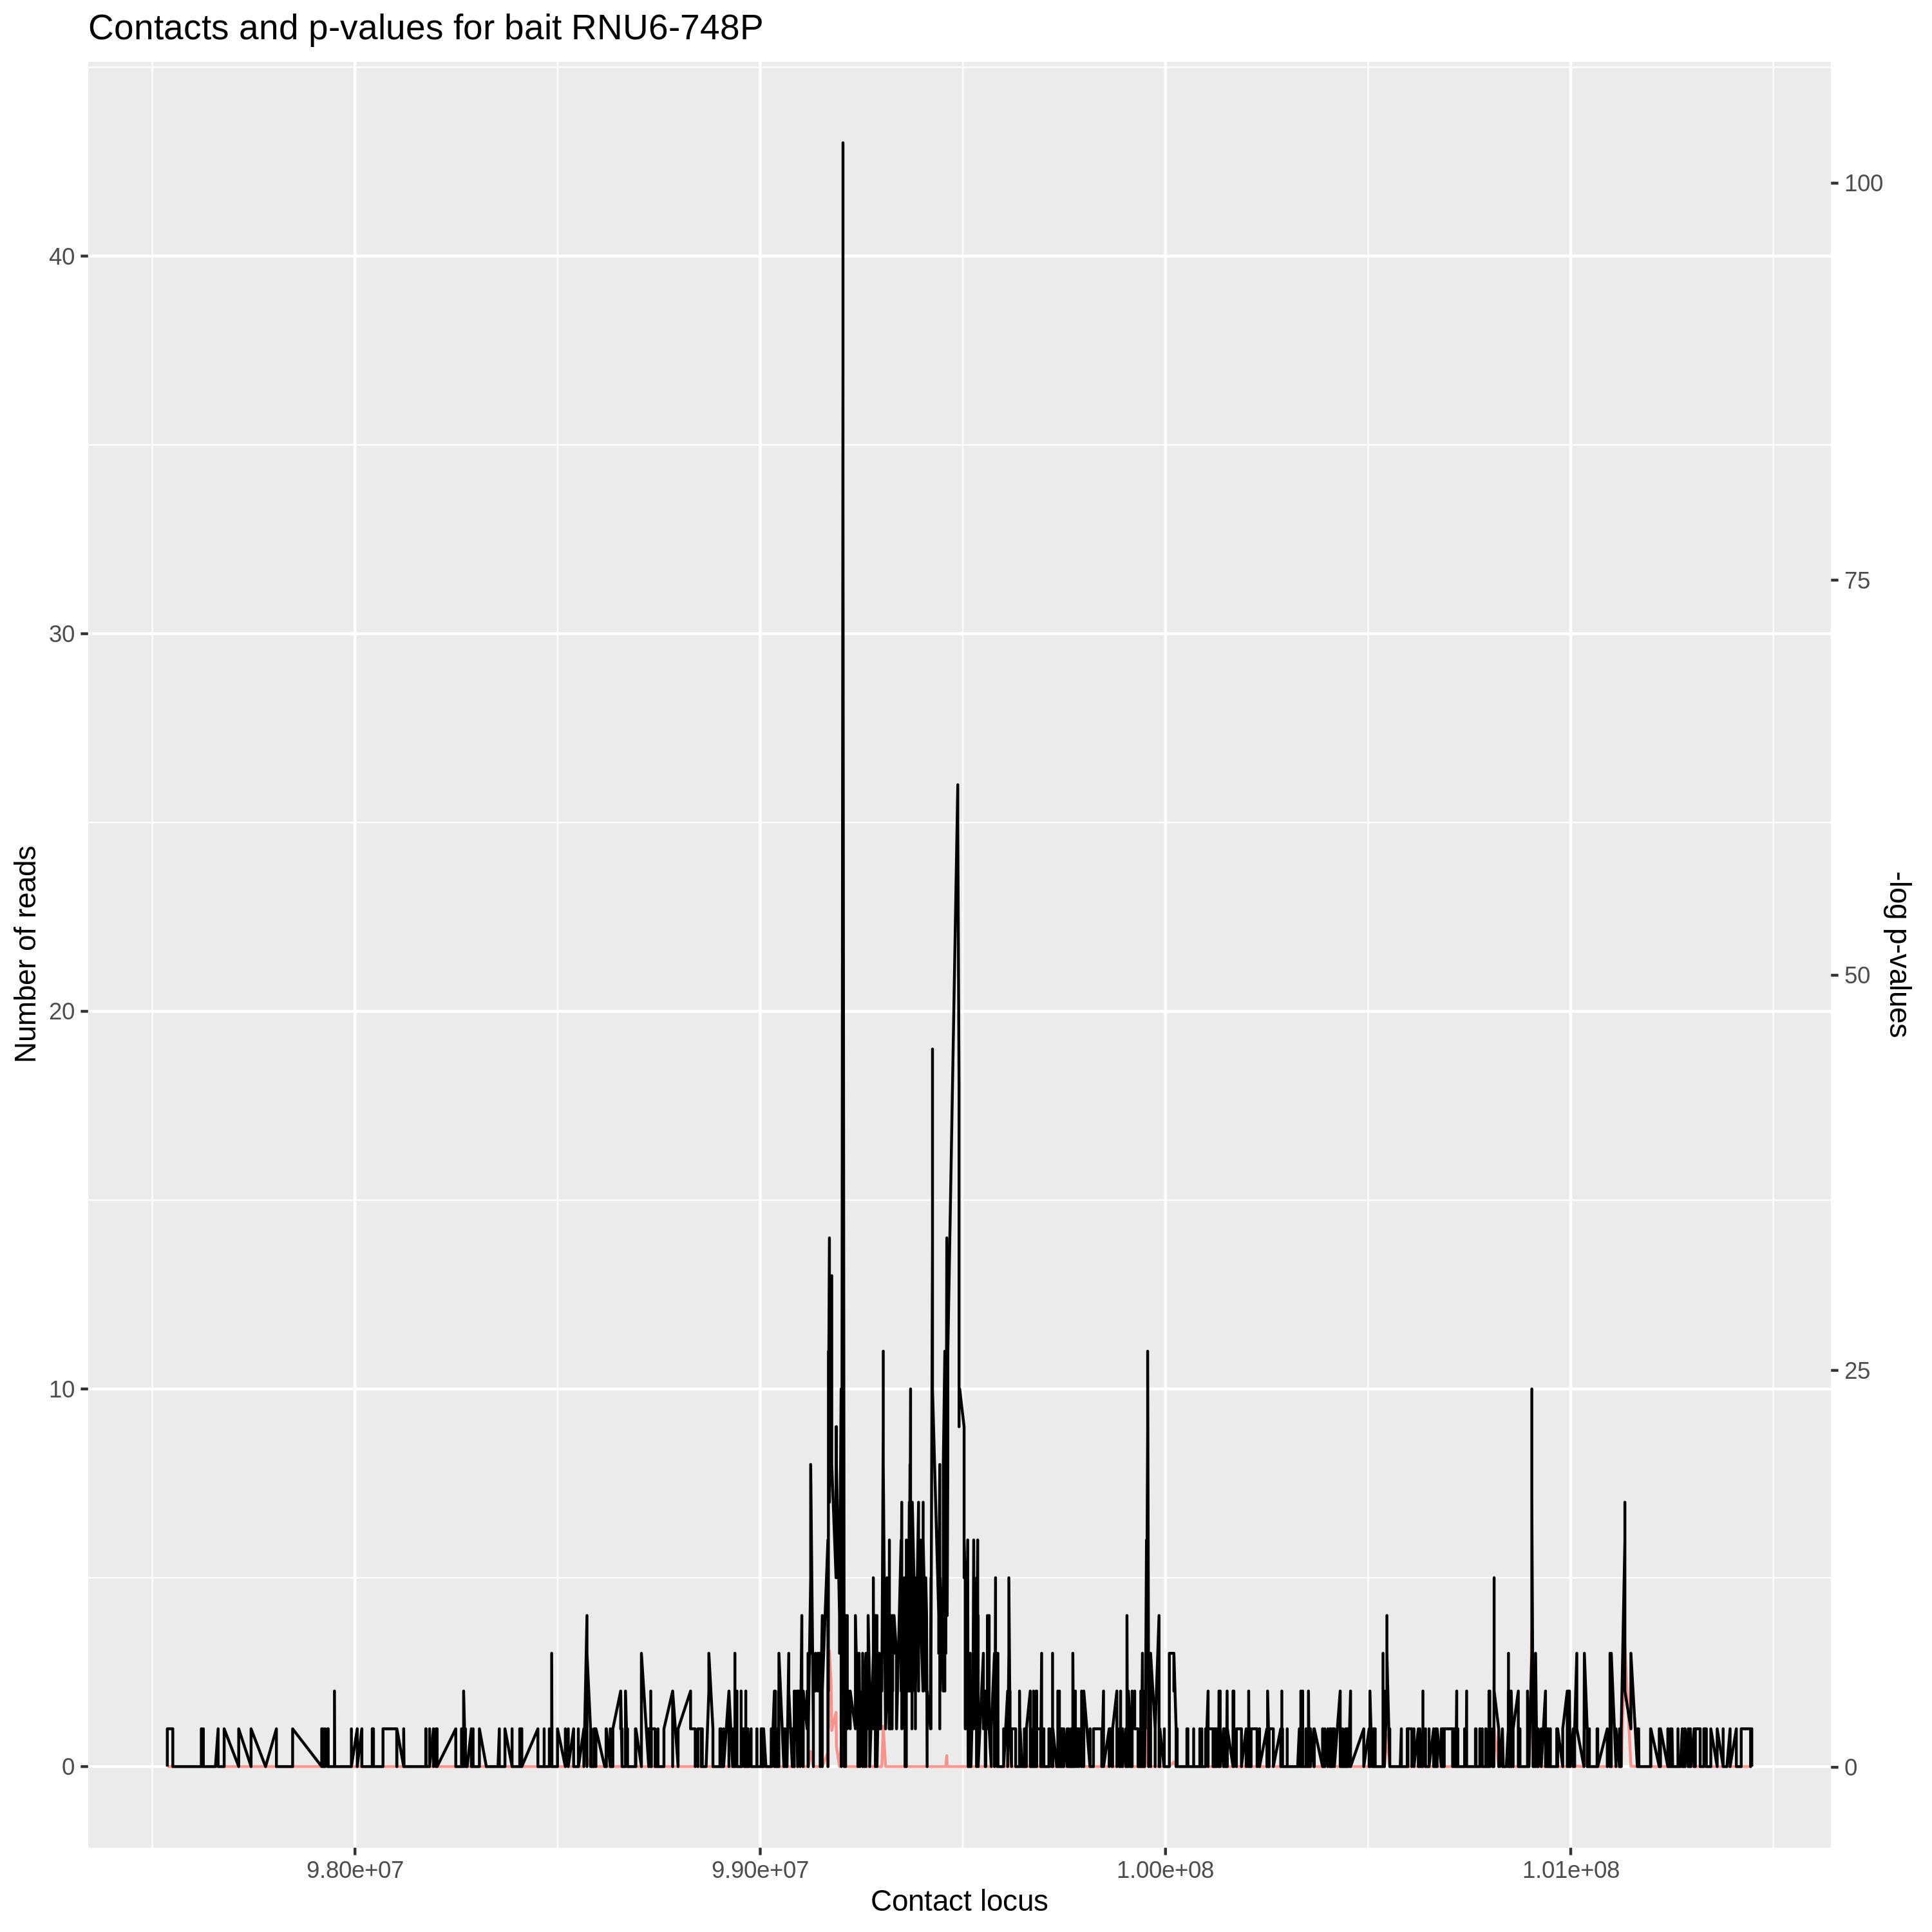 Contacts and p-values for bait RNU6-748P
40
30
20
10
0
100
75
50
25
0
Number of reads
-log p-values
9.80e+07
9.90e+07
1.00e+08
1.01e+08
Contact locus